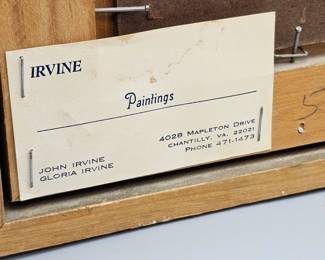 IRVINE
Paintings
4028 MAPLETON DRIVE
CHANTILLY, VA. 22021
PHONE 471-1473
JOHN IRVINE
GLORIA IRVINE